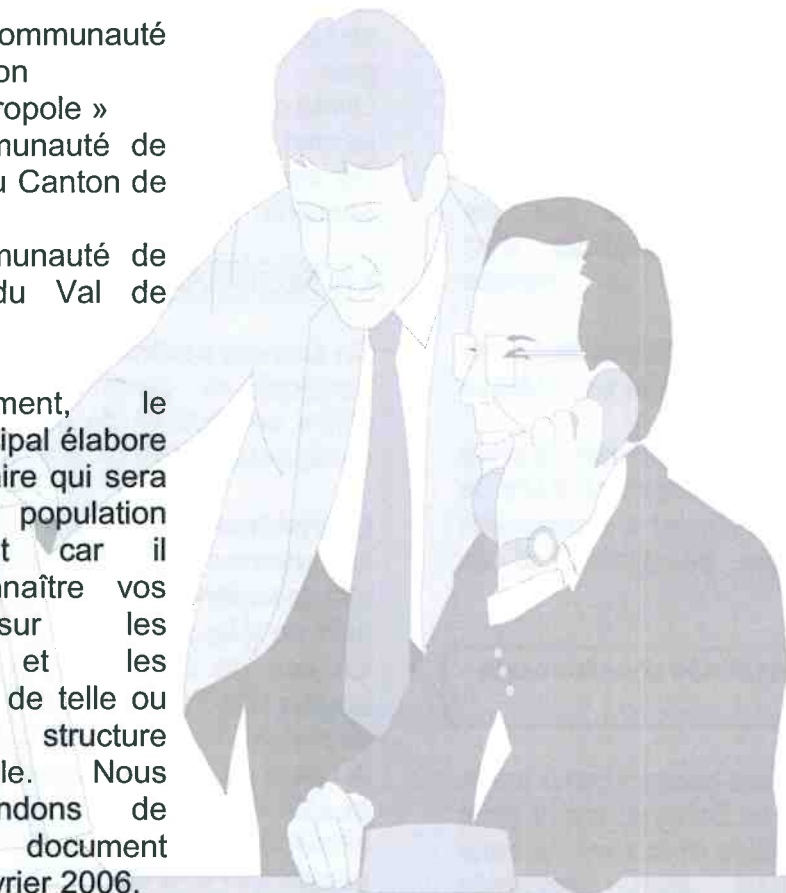 ommunauté
on
ropole »
munauté de
u Canton de
munauté de
du Val de
ment, le
ipal élabore
ire qui sera
population
t car il
nnaître vos
sur les
et les
de telle ou
structure
le. Nous
ndons de
document
vrier 2006.